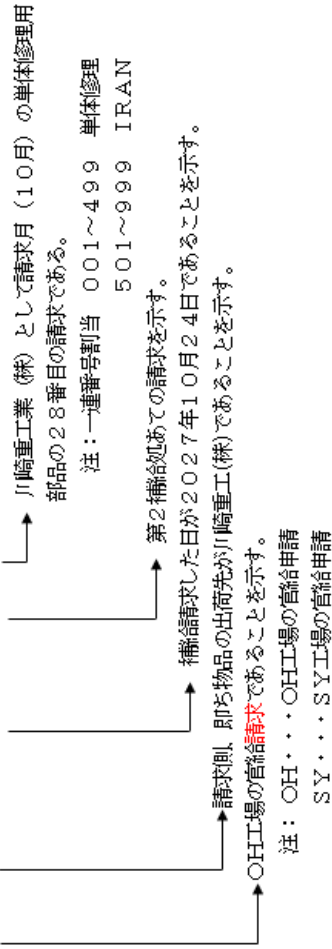 川崎重工業（株）として請求月（１０月）の単体修理用
部品の２８番目の請求である。
注：一連番号割当　００１～４９９　単体修理
５０１～９９９　ＩＲＡＮ
第２補給処あての請求を示す。
補給請求した日が２０２７年１０月２４日であることを示す。
請求側、即ち物品の出荷先が川崎重工(株)であることを示す。
ＯＨ工場の官給請求であることを示す。
注：ＯＨ・・・ＯＨ工場の官給申請
ＳＹ・・・ＳＹ工場の官給申請